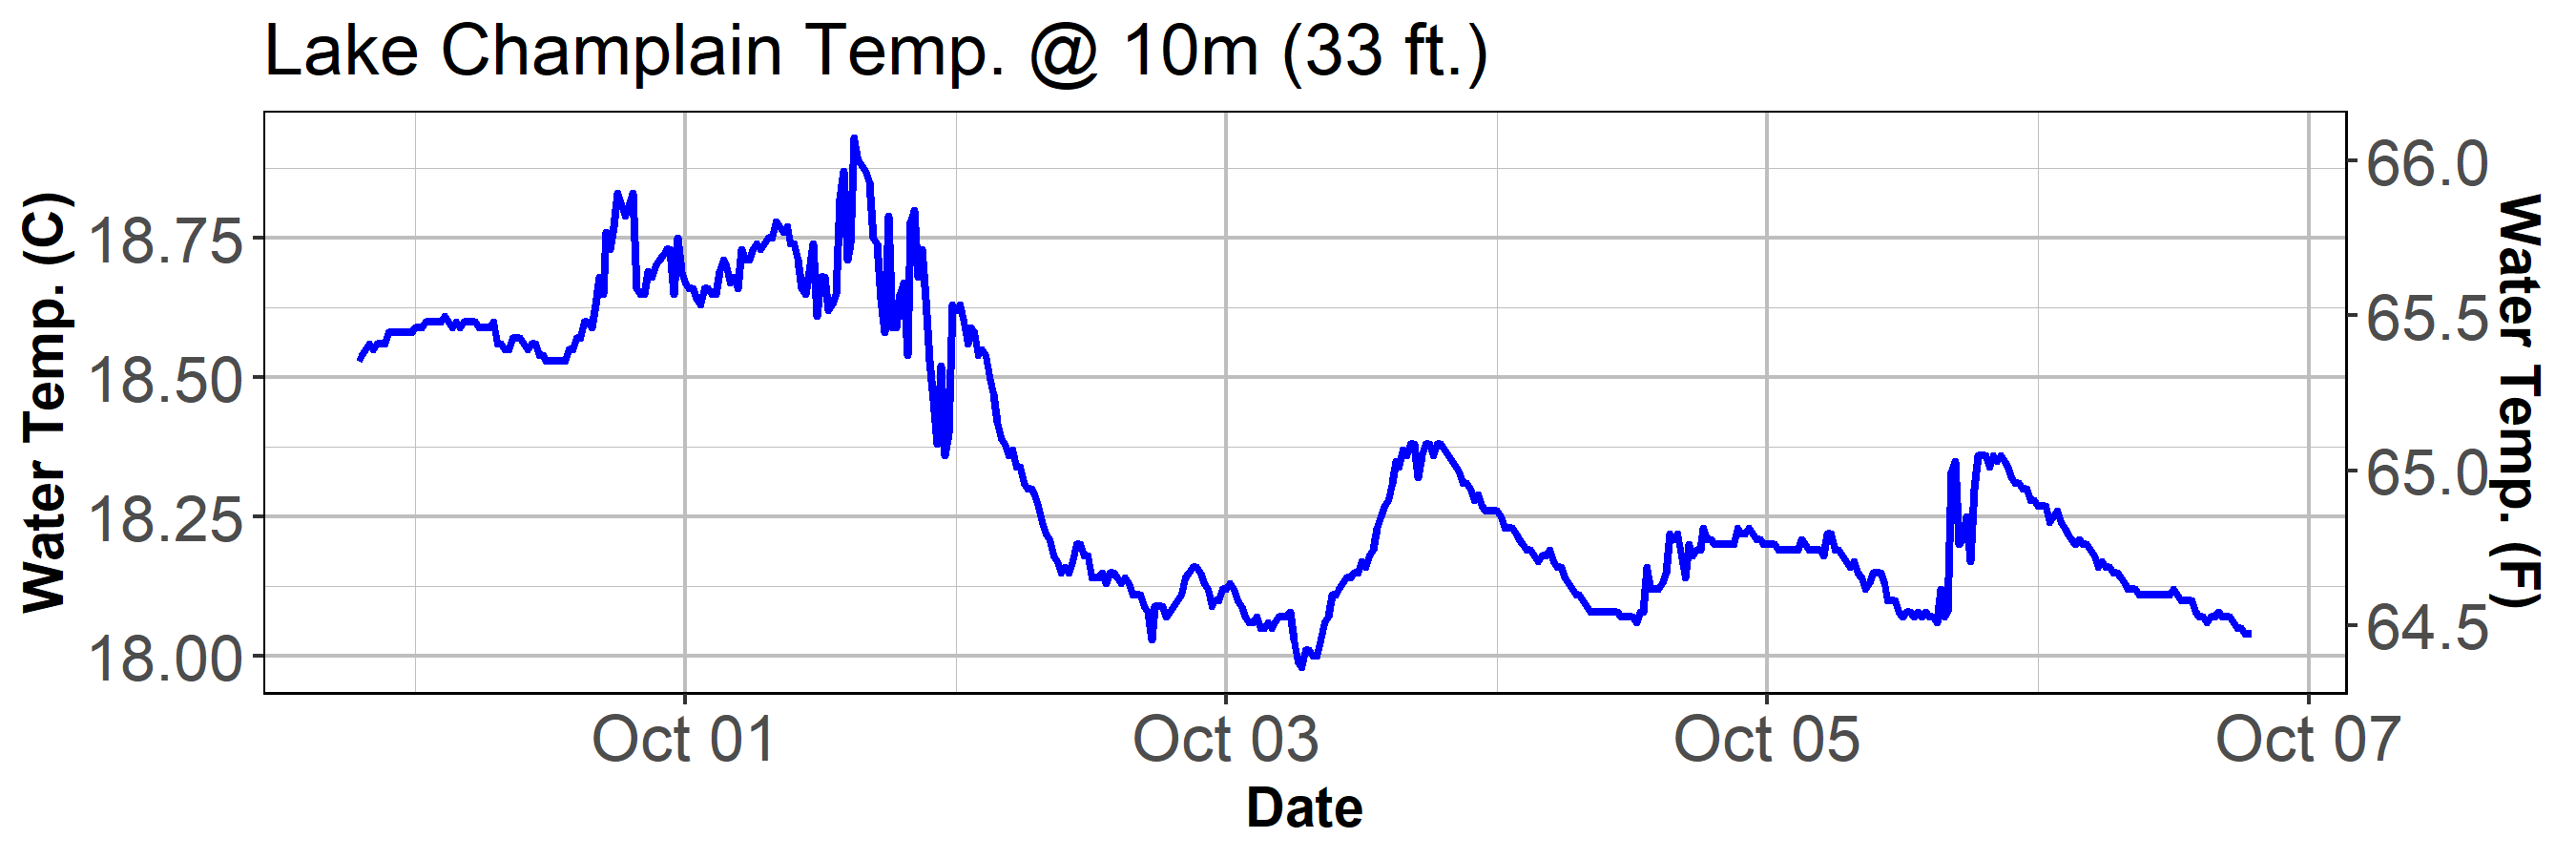 Lake Champlain Temp. @ 10m (33 ft.)
Water Temp. (C)
18.75
18.50
18.25
18.00
66.0
65.5
65.0
64.5
Water Temp. (F)
Oct 01 Oct 03 Oct 05 Oct 07
Date